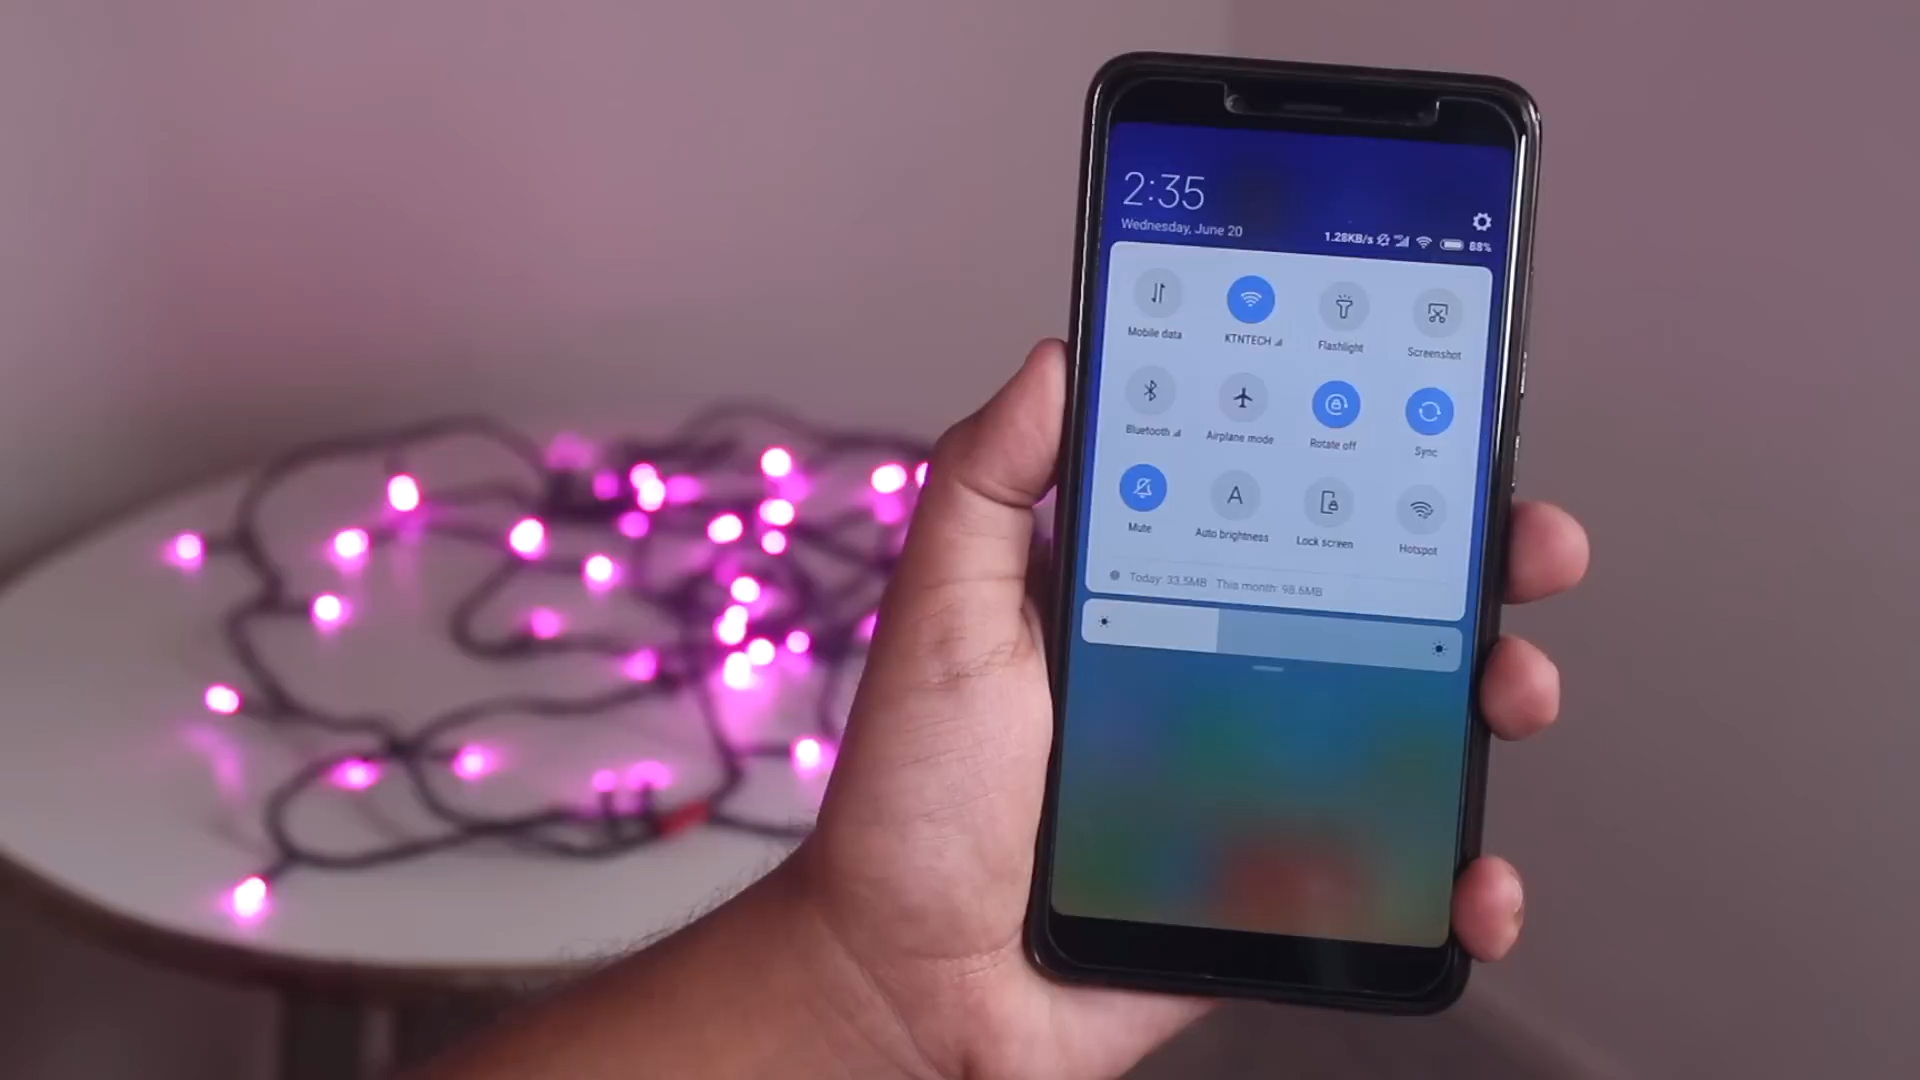 2:35
Wednesday, June 20
1.28KB/s 88%
Mobile data KTNTECH Flashlight Screenshot
Bluetooth Airplane mode Rotate off Sync
A
Mute Auto brightness Lock screen Hotspot
Today: 33.5MB This month: 98.6MB